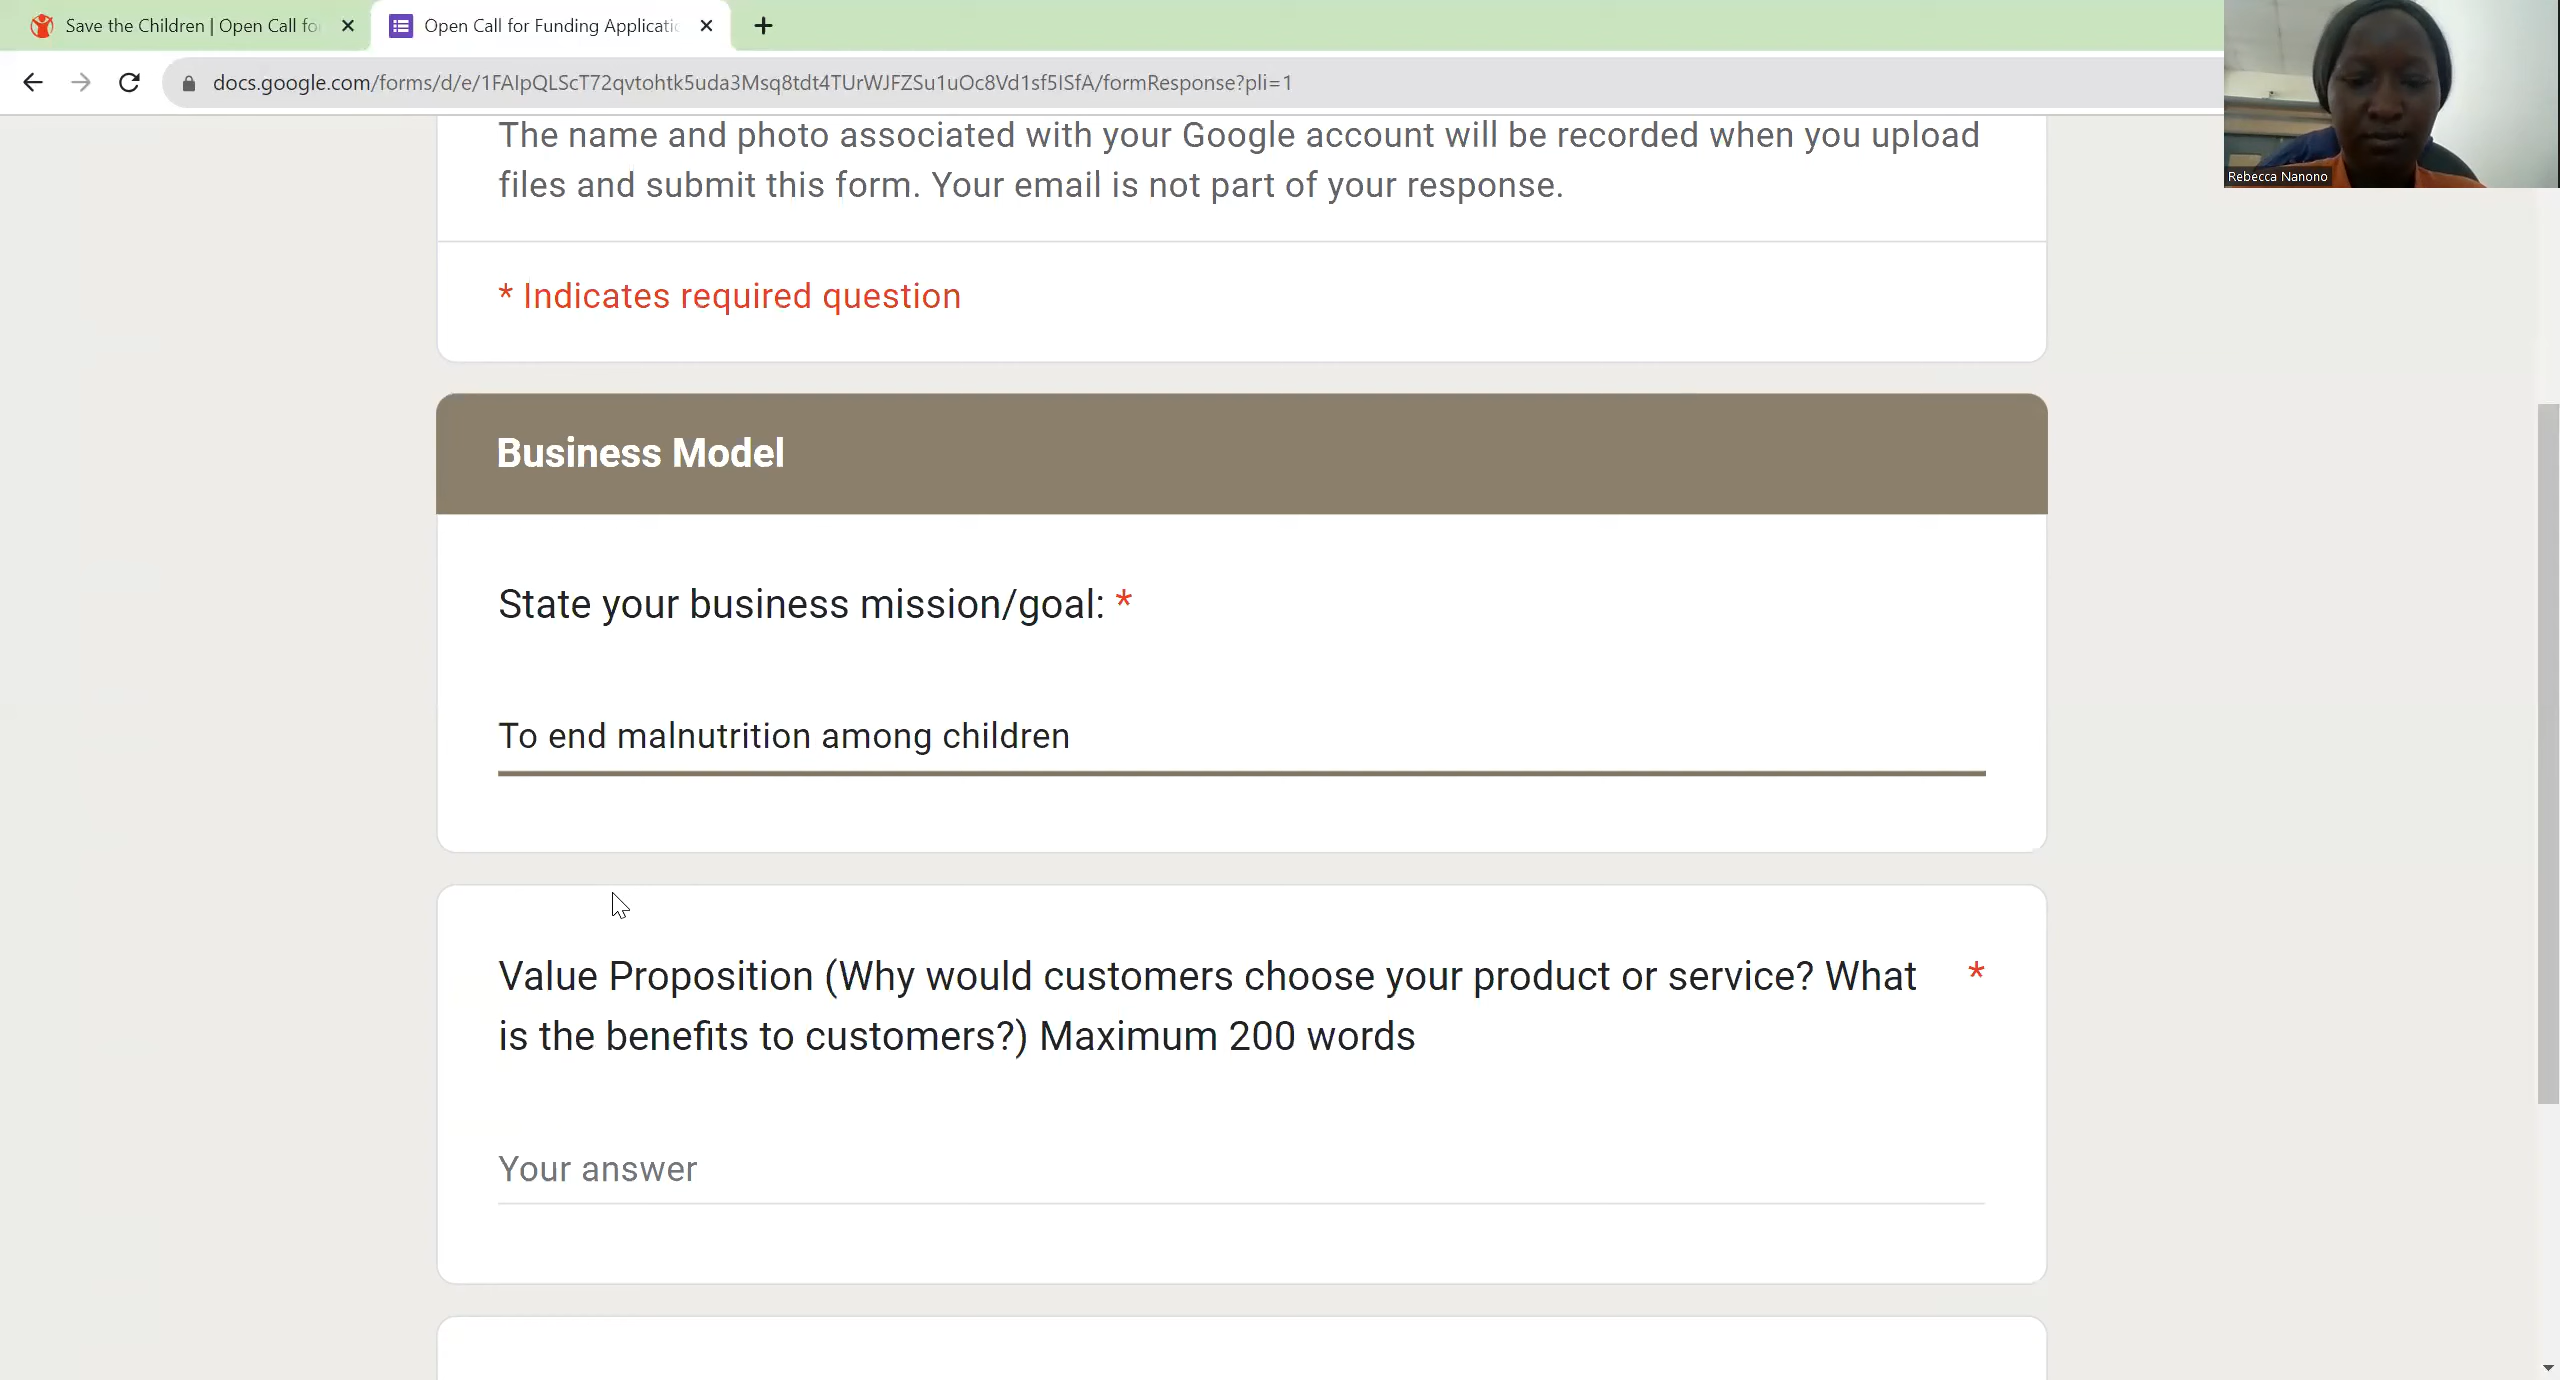 Save the Children | Open Call fo
Open Call for Funding Applicati
docs.google.com/forms/d/e/1FAIpQLScT72qvtohtk5uda3Msq8tdt4TUrWJFZSu1uOc8Vd1sf5ISfA/formResponse?pli=1
Rebecca Nanono
The name and photo associated with your Google account will be recorded when you upload
files and submit this form. Your email is not part of your response.
* Indicates required question
Business Model
State your business mission/goal: *
To end malnutrition among children
Value Proposition (Why would customers choose your product or service? What *
is the benefits to customers?) Maximum 200 words
Your answer